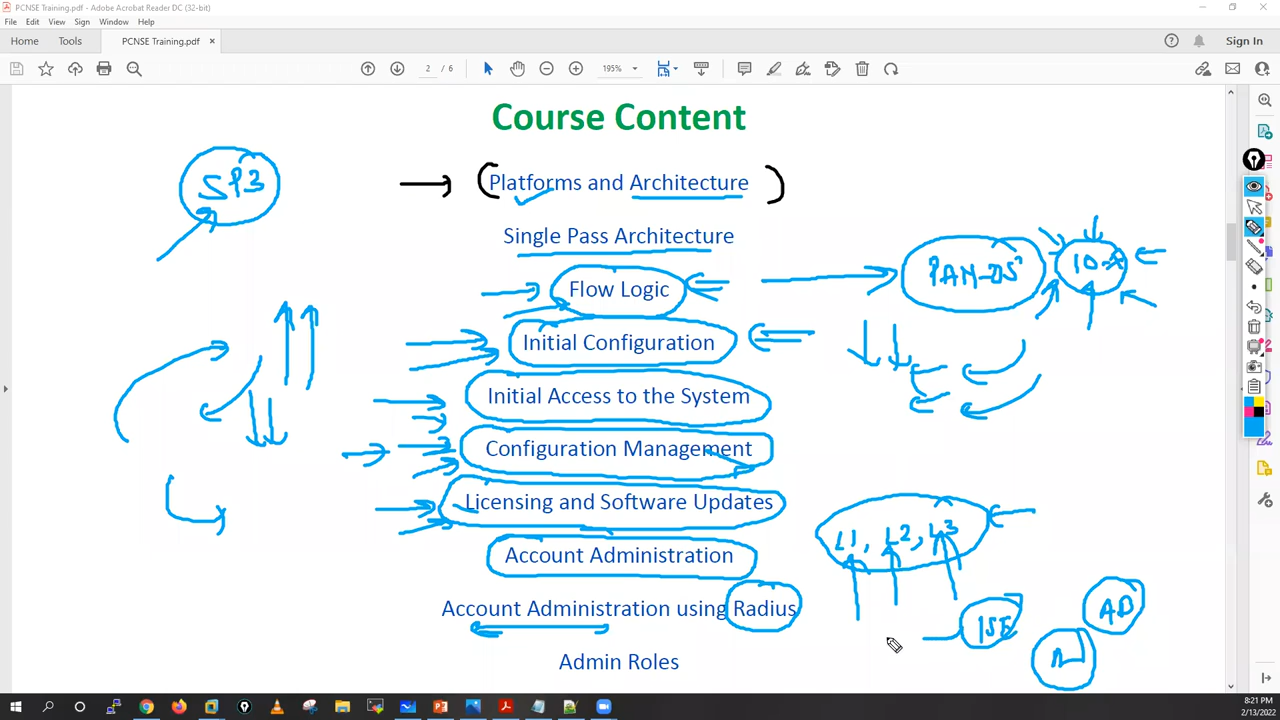 PCNSE Training.pdf - Adobe Acrobat Reader DC (32-bit)
File Edit View Sign Window Help
Home Tools PCNSE Training.pdf × Sign In
2 / 6 195%
Course Content
SP3
Platforms and Architecture
Single Pass Architecture
PAN-OS 10.x
Flow Logic
Initial Configuration
Initial Access to the System
Configuration Management
Licensing and Software Updates
L1, L2, L3
Account Administration
Account Administration using Radius
ISE AD
Admin Roles
8:21 PM
2/13/2022